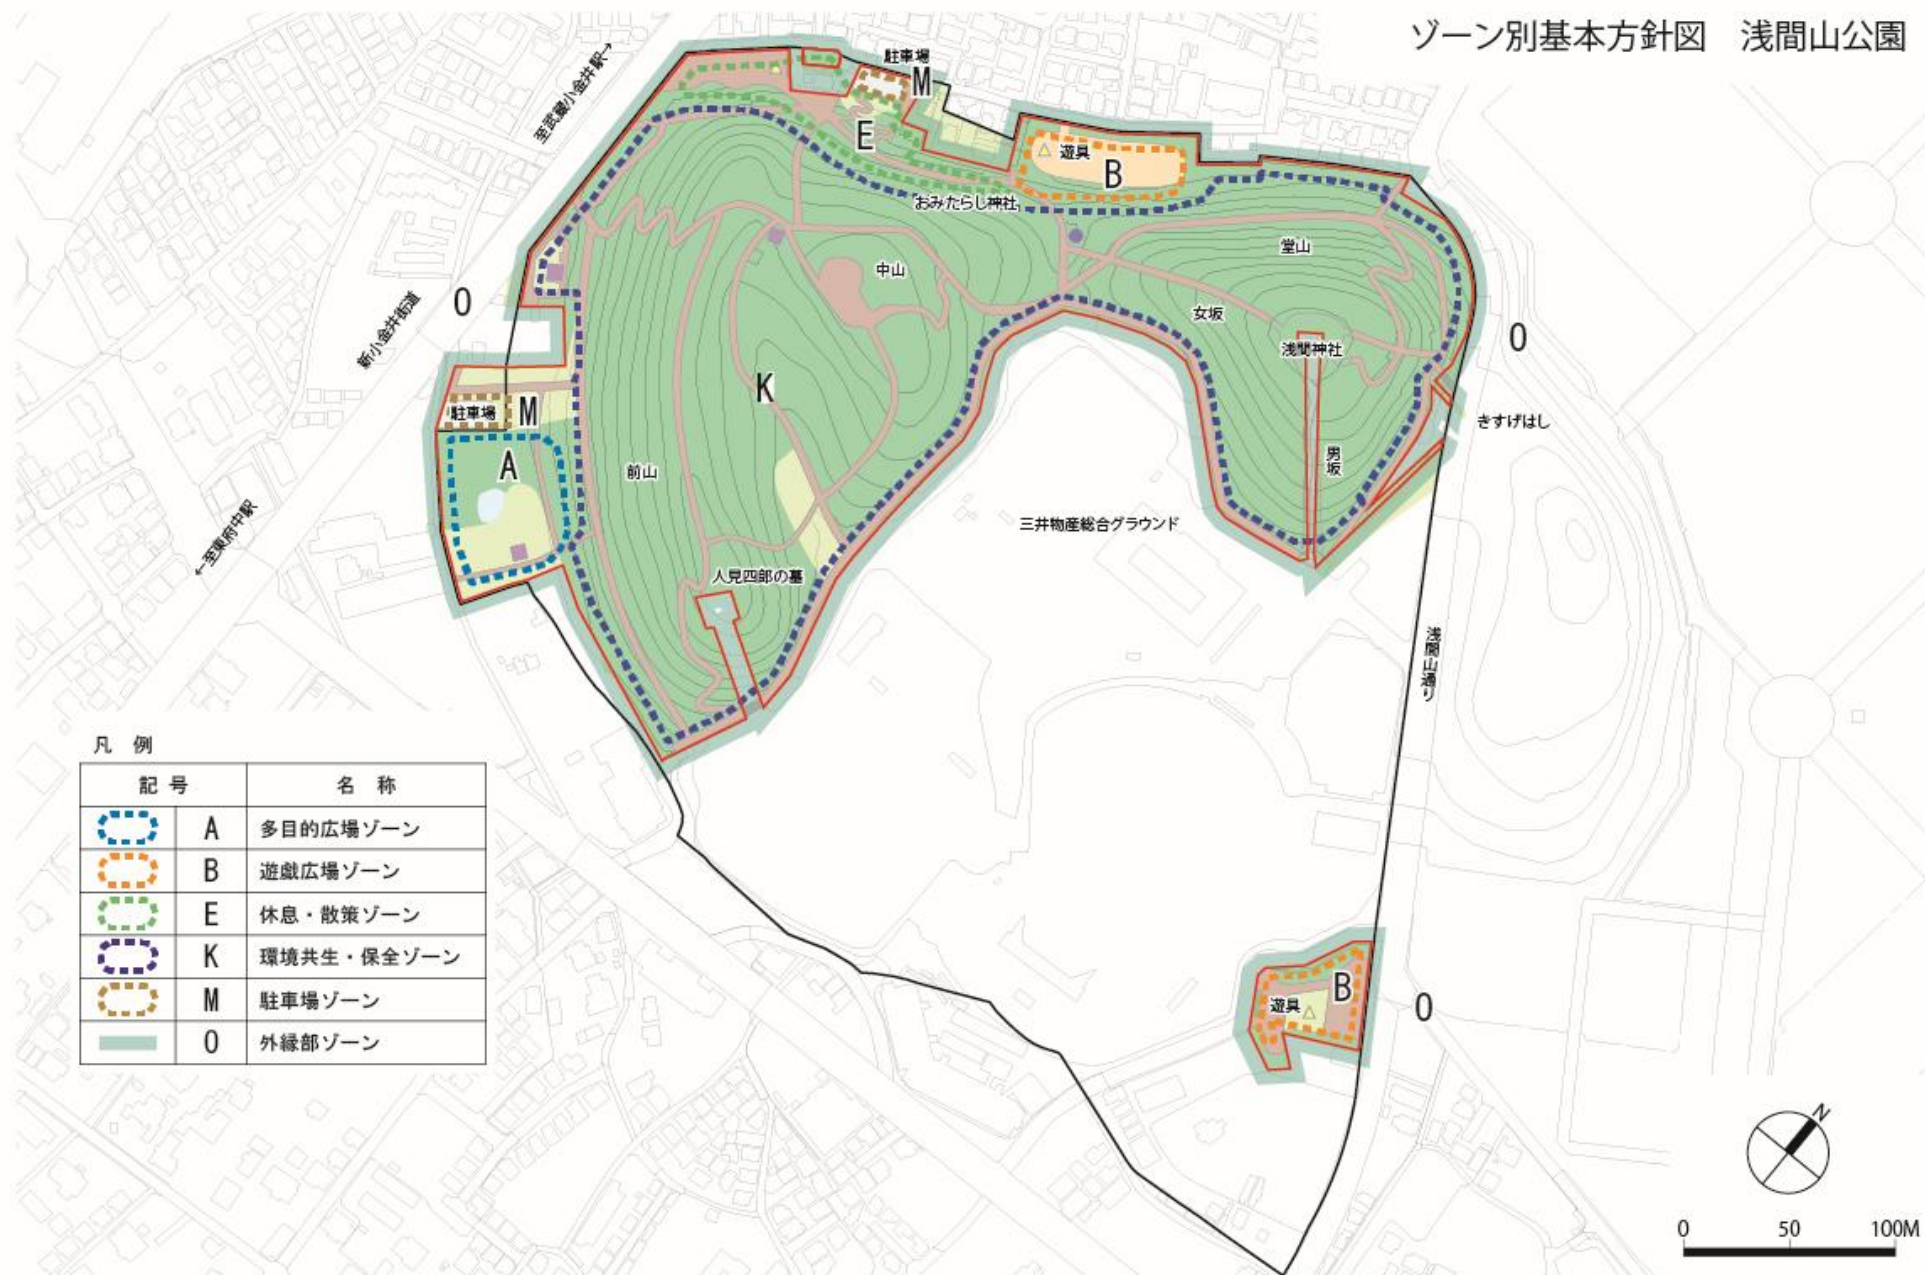 ゾーン別基本方針図　浅間山公園
至武蔵小金井駅→
駐車場
M
E
遊具
B
おみたらし神社
O
新小金井街道
中山
堂山
女坂
浅間神社
O
K
駐車場
M
A
前山
きすげはし
男坂
←至東府中駅
三井物産総合グラウンド
人見四郎の墓
浅間山通り
凡 例
記 号 名 称
A 多目的広場ゾーン
B 遊戯広場ゾーン
E 休息・散策ゾーン
K 環境共生・保全ゾーン
M 駐車場ゾーン
O 外縁部ゾーン
B
遊具
O
N
0 50 100M